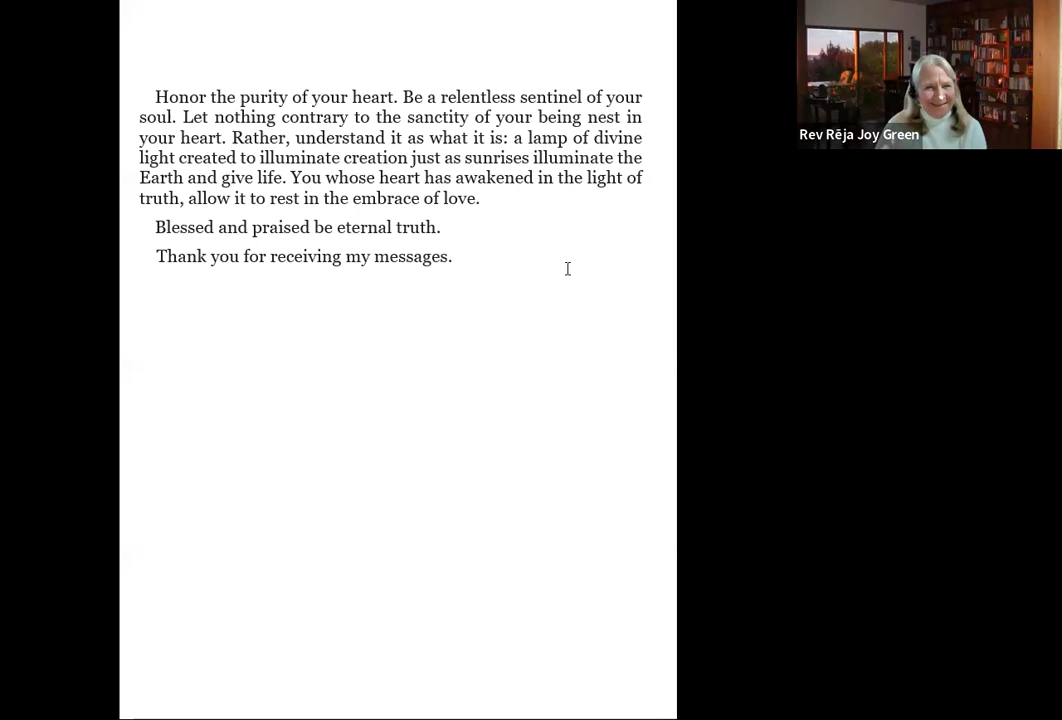 Honor the purity of your heart. Be a relentless sentinel of your
soul. Let nothing contrary to the sanctity of your being nest in
your heart. Rather, understand it as what it is: a lamp of divine
light created to illuminate creation just as sunrises illuminate the
Earth and give life. You whose heart has awakened in the light of
truth, allow it to rest in the embrace of love.
Blessed and praised be eternal truth.
Thank you for receiving my messages.
Rev Rēja Joy Green